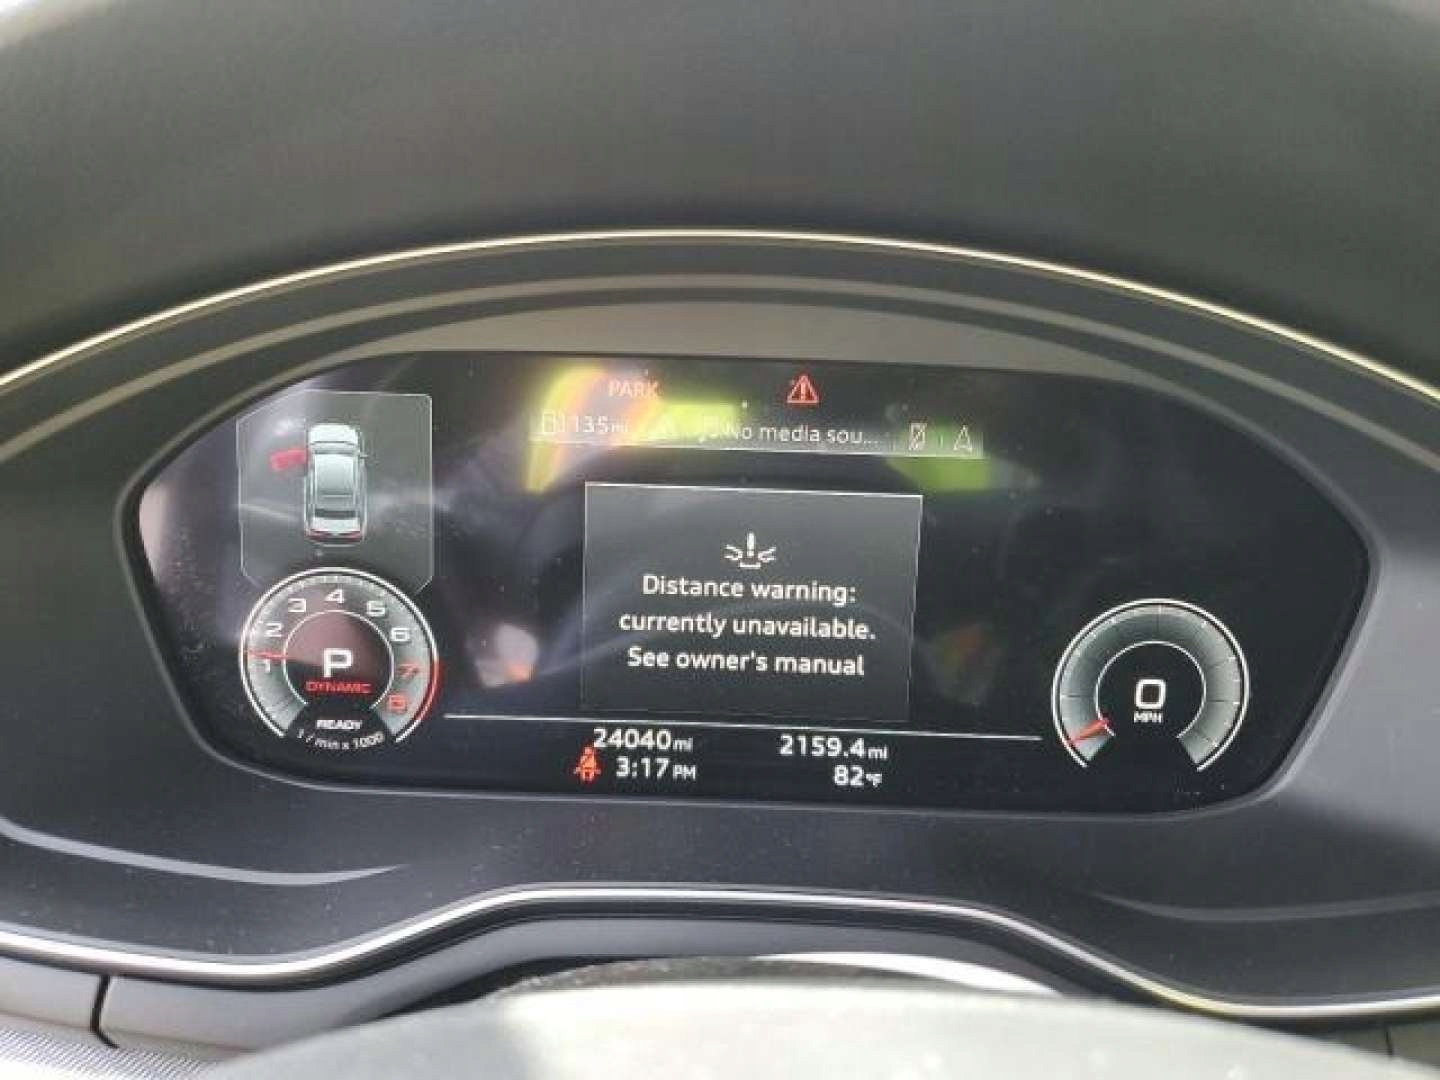 PARK
135 mi
No media sou...
Distance warning:
currently unavailable.
See owner's manual
1 2 3 4 5 6 7 8
P
DYNAMIC
READY
1 / min x 1000
0
MPH
24040 mi
2159.4 mi
3:17 PM
82 °F